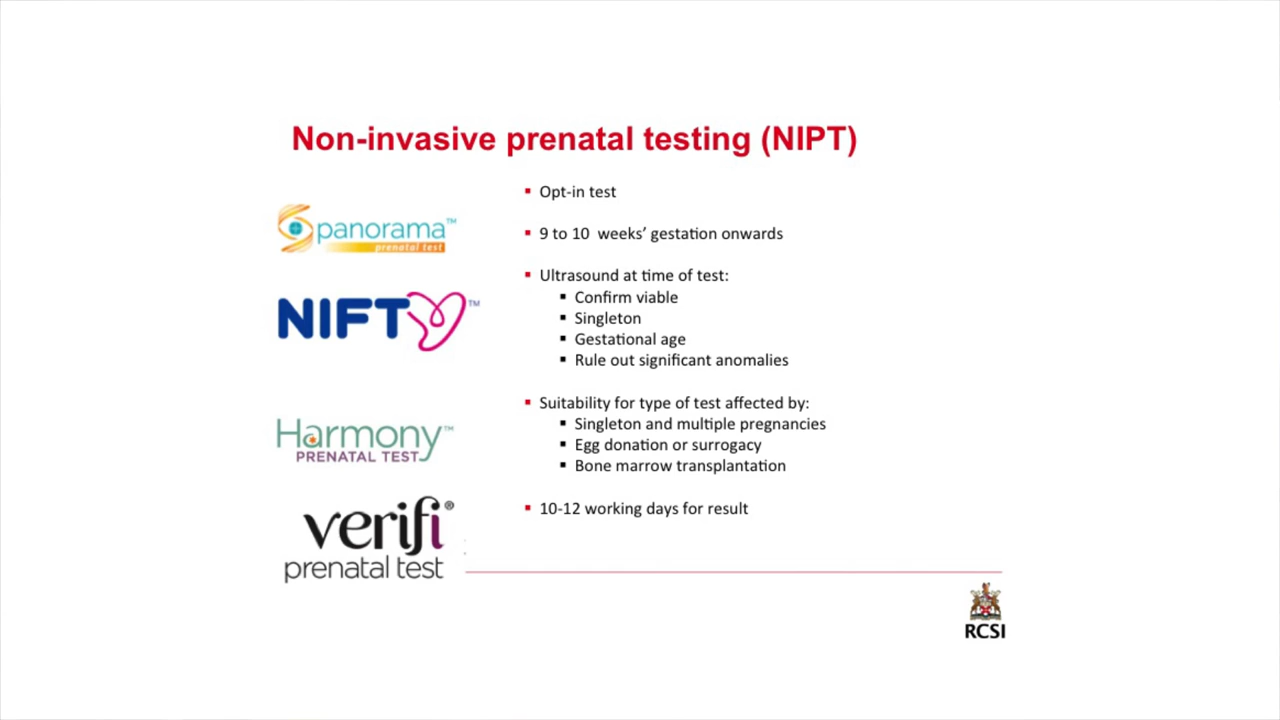 Non-invasive prenatal testing (NIPT)
panorama™
prenatal test
NIFTY™
Harmony™
PRENATAL TEST
verifi®
prenatal test
▪ Opt-in test
▪ 9 to 10 weeks’ gestation onwards
▪ Ultrasound at time of test:
▪ Confirm viable
▪ Singleton
▪ Gestational age
▪ Rule out significant anomalies
▪ Suitability for type of test affected by:
▪ Singleton and multiple pregnancies
▪ Egg donation or surrogacy
▪ Bone marrow transplantation
▪ 10-12 working days for result
RCSI